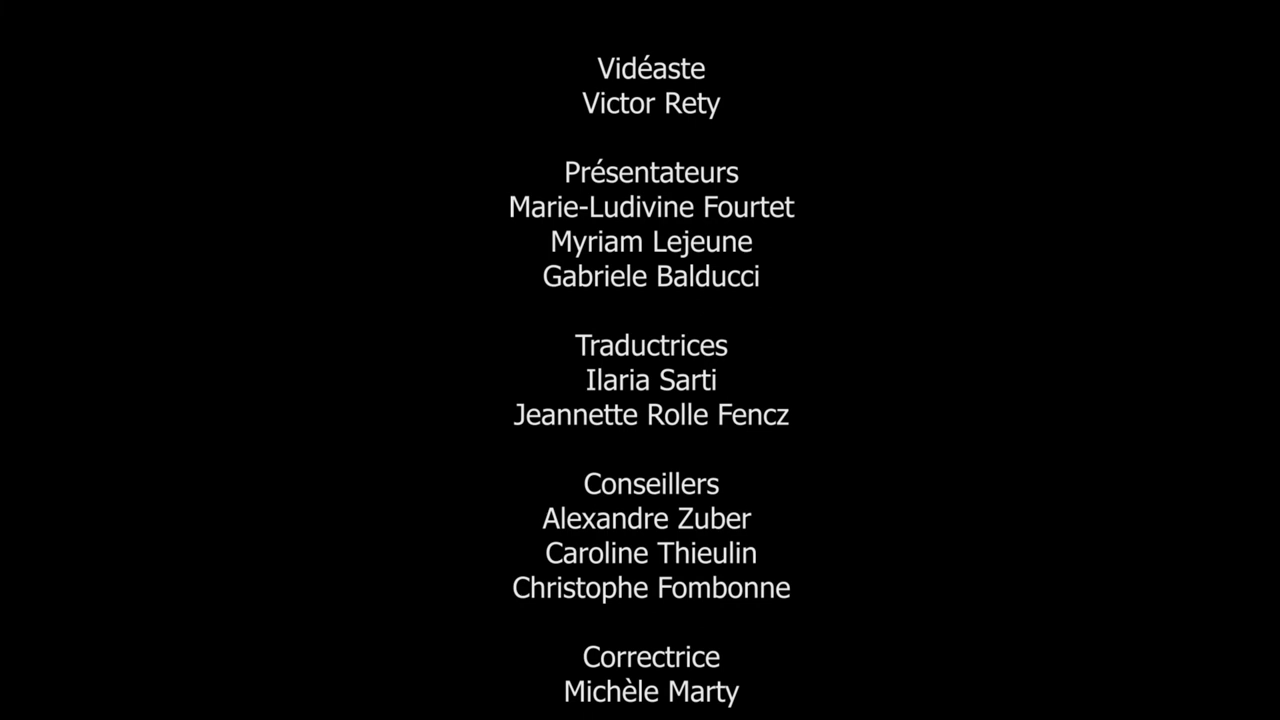 Vidéaste
Victor Rety
Présentateurs
Marie-Ludivine Fourtet
Myriam Lejeune
Gabriele Balducci
Traductrices
Ilaria Sarti
Jeannette Rolle Fencz
Conseillers
Alexandre Zuber
Caroline Thieulin
Christophe Fombonne
Correctrice
Michèle Marty